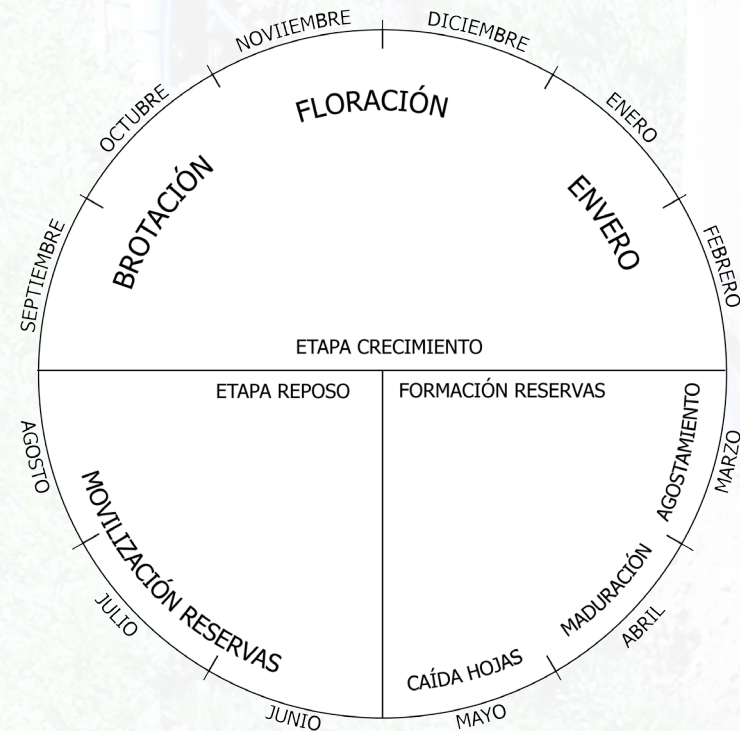 NOVIIEMBRE
DICIEMBRE
OCTUBRE
ENERO
FLORACIÓN
BROTACIÓN
ENVERO
SEPTIEMBRE
FEBRERO
ETAPA CRECIMIENTO
ETAPA REPOSO
FORMACIÓN RESERVAS
AGOSTO
MARZO
AGOSTAMIENTO
MOVILIZACIÓN RESERVAS
MADURACIÓN
JULIO
ABRIL
CAÍDA HOJAS
JUNIO
MAYO